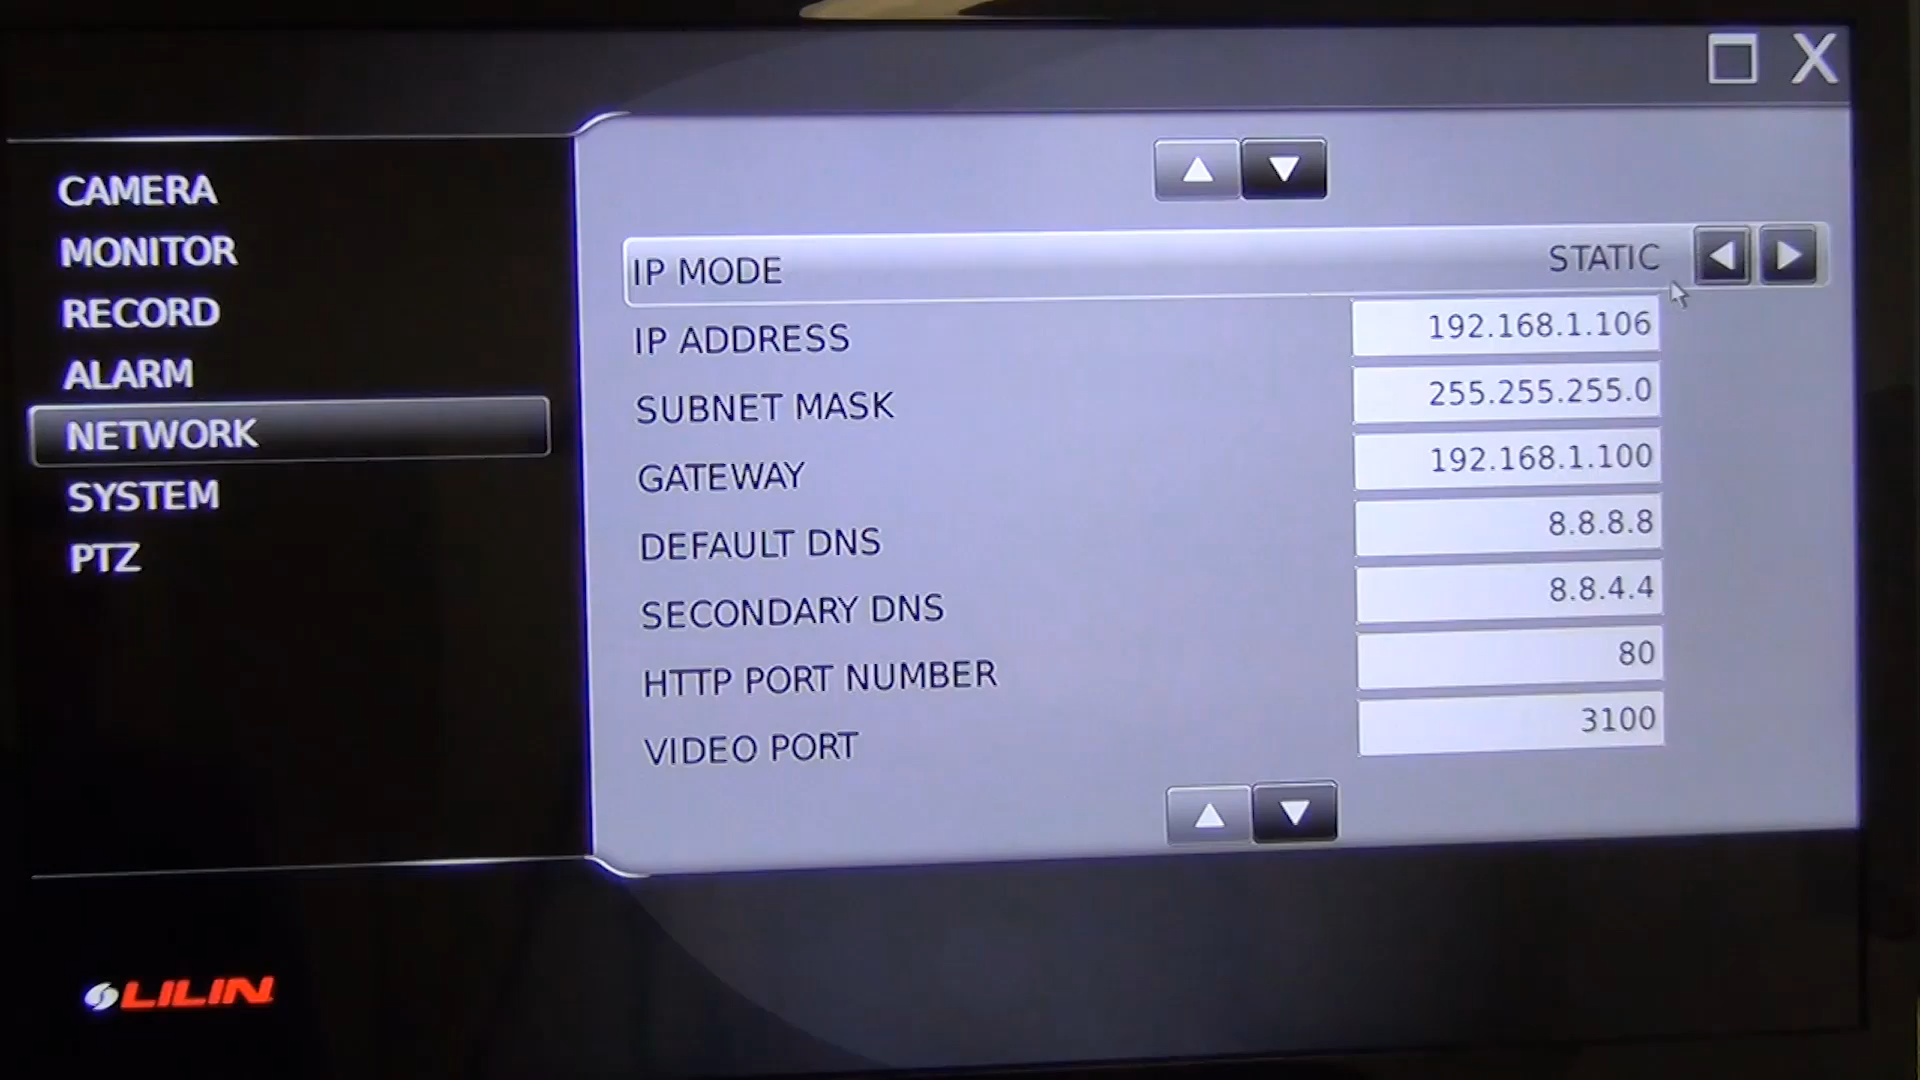 X
CAMERA
MONITOR
RECORD
ALARM
NETWORK
SYSTEM
PTZ
IP MODE STATIC
IP ADDRESS 192.168.1.106
SUBNET MASK 255.255.255.0
GATEWAY 192.168.1.100
DEFAULT DNS 8.8.8.8
SECONDARY DNS 8.8.4.4
HTTP PORT NUMBER 80
VIDEO PORT 3100
LILIN